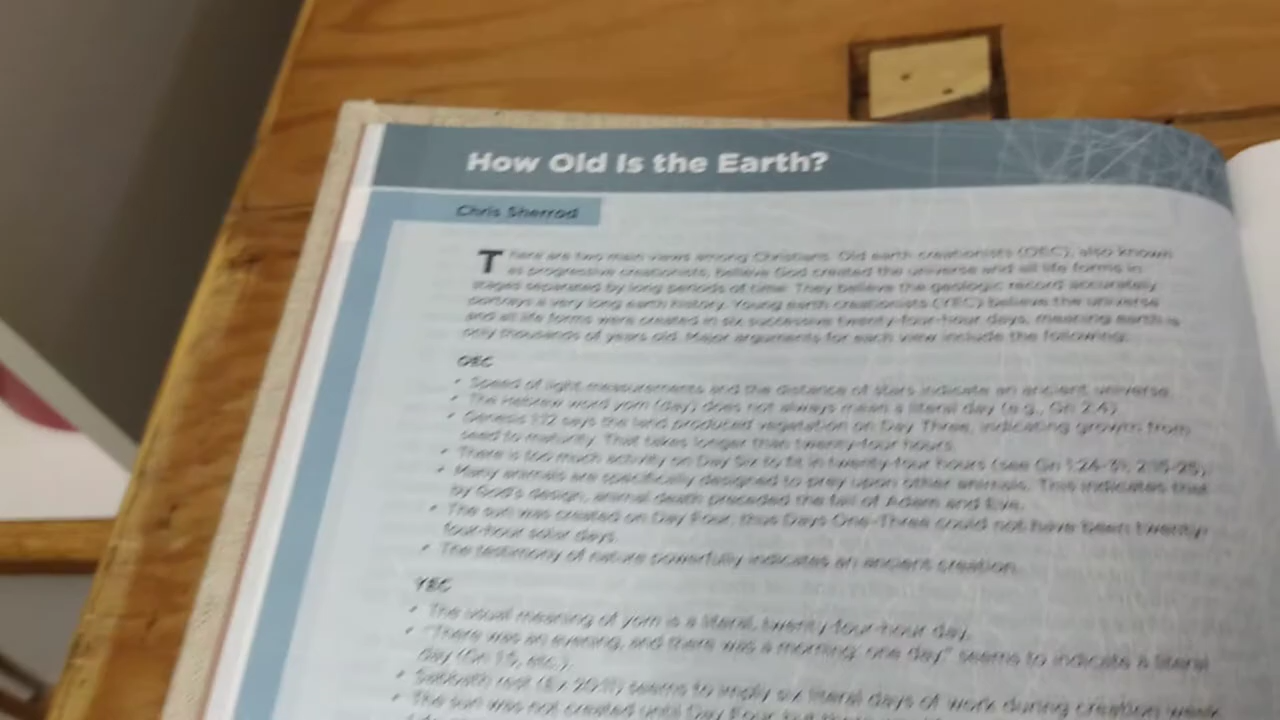 How Old Is the Earth?
Chris Sherrod
There are two main views among Christians. Old earth creationists (OEC), also known
as progressive creationists, believe God created the universe and all life forms in
stages separated by long periods of time. They believe the geologic record accurately
portrays a very long earth history. Young earth creationists (YEC) believe the universe
and all life forms were created in six successive twenty-four-hour days, meaning earth is
only thousands of years old. Major arguments for each view include the following:
OEC
• Speed of light measurements and the distance of stars indicate an ancient universe.
• The Hebrew word yom (day) does not always mean a literal day (e.g., Gn 2:4).
• Genesis 1:12 says the land produced vegetation on Day Three, indicating growth from
seed to maturity. That takes longer than twenty-four hours.
• There is too much activity on Day Six to fit in twenty-four hours (see Gn 1:24-31; 2:15-25).
• Many animals are specifically designed to prey upon other animals. This indicates that
by God's design, animal death preceded the fall of Adam and Eve.
• The sun was created on Day Four; thus Days One–Three could not have been twenty-
four-hour solar days.
• The testimony of nature powerfully indicates an ancient creation.
YEC
• The usual meaning of yom is a literal, twenty-four-hour day.
• "There was an evening, and there was a morning: one day" seems to indicate a literal
day (Gn 1:5, etc.).
• Sabbath rest (Ex 20:11) seems to imply six literal days of work during creation week.
• The sun was not created until Day Four, but